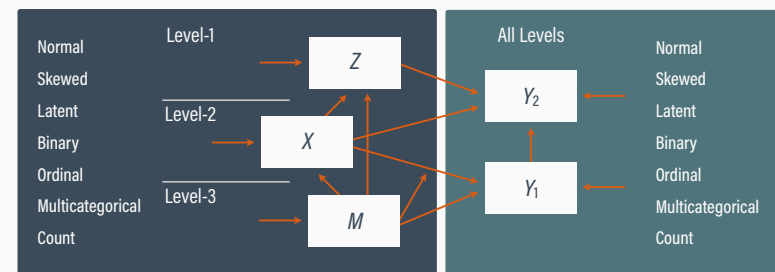 Normal
Skewed
Latent
Binary
Ordinal
Multicategorical
Count
Level-1
Level-2
Level-3
Z
X
M
All Levels
Y2
Y1
Normal
Skewed
Latent
Binary
Ordinal
Multicategorical
Count